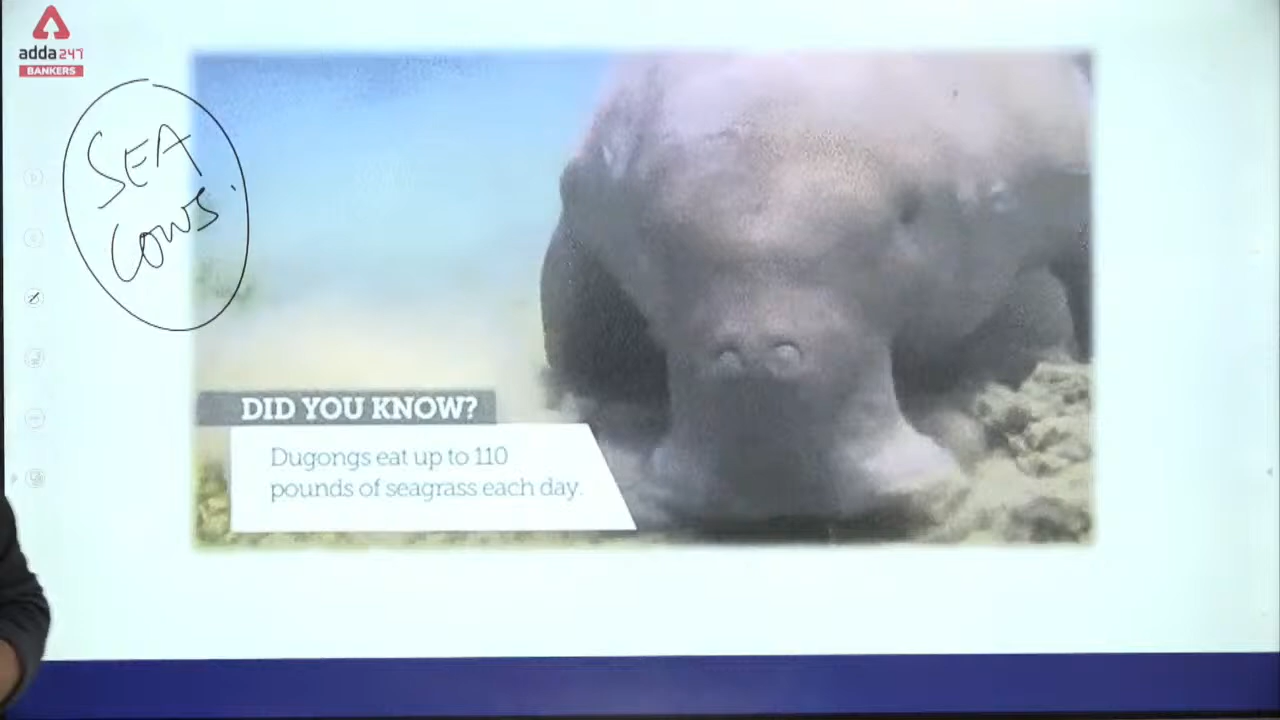 adda247
BANKERS
SEA
COWS.
DID YOU KNOW?
Dugongs eat up to 110
pounds of seagrass each day.